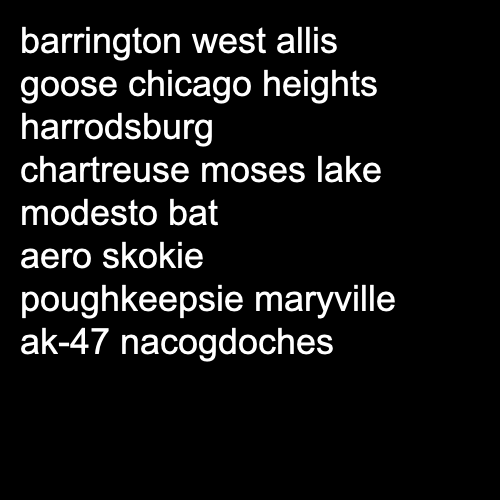 barrington west allis
goose chicago heights
harrodsburg
chartreuse moses lake
modesto bat
aero skokie
poughkeepsie maryville
ak-47 nacogdoches